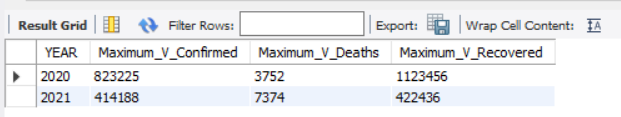 Result Grid Filter Rows: Export: Wrap Cell Content: IA
YEAR Maximum_V_Confirmed Maximum_V_Deaths Maximum_V_Recovered
2020 823225 3752 1123456
2021 414188 7374 422436